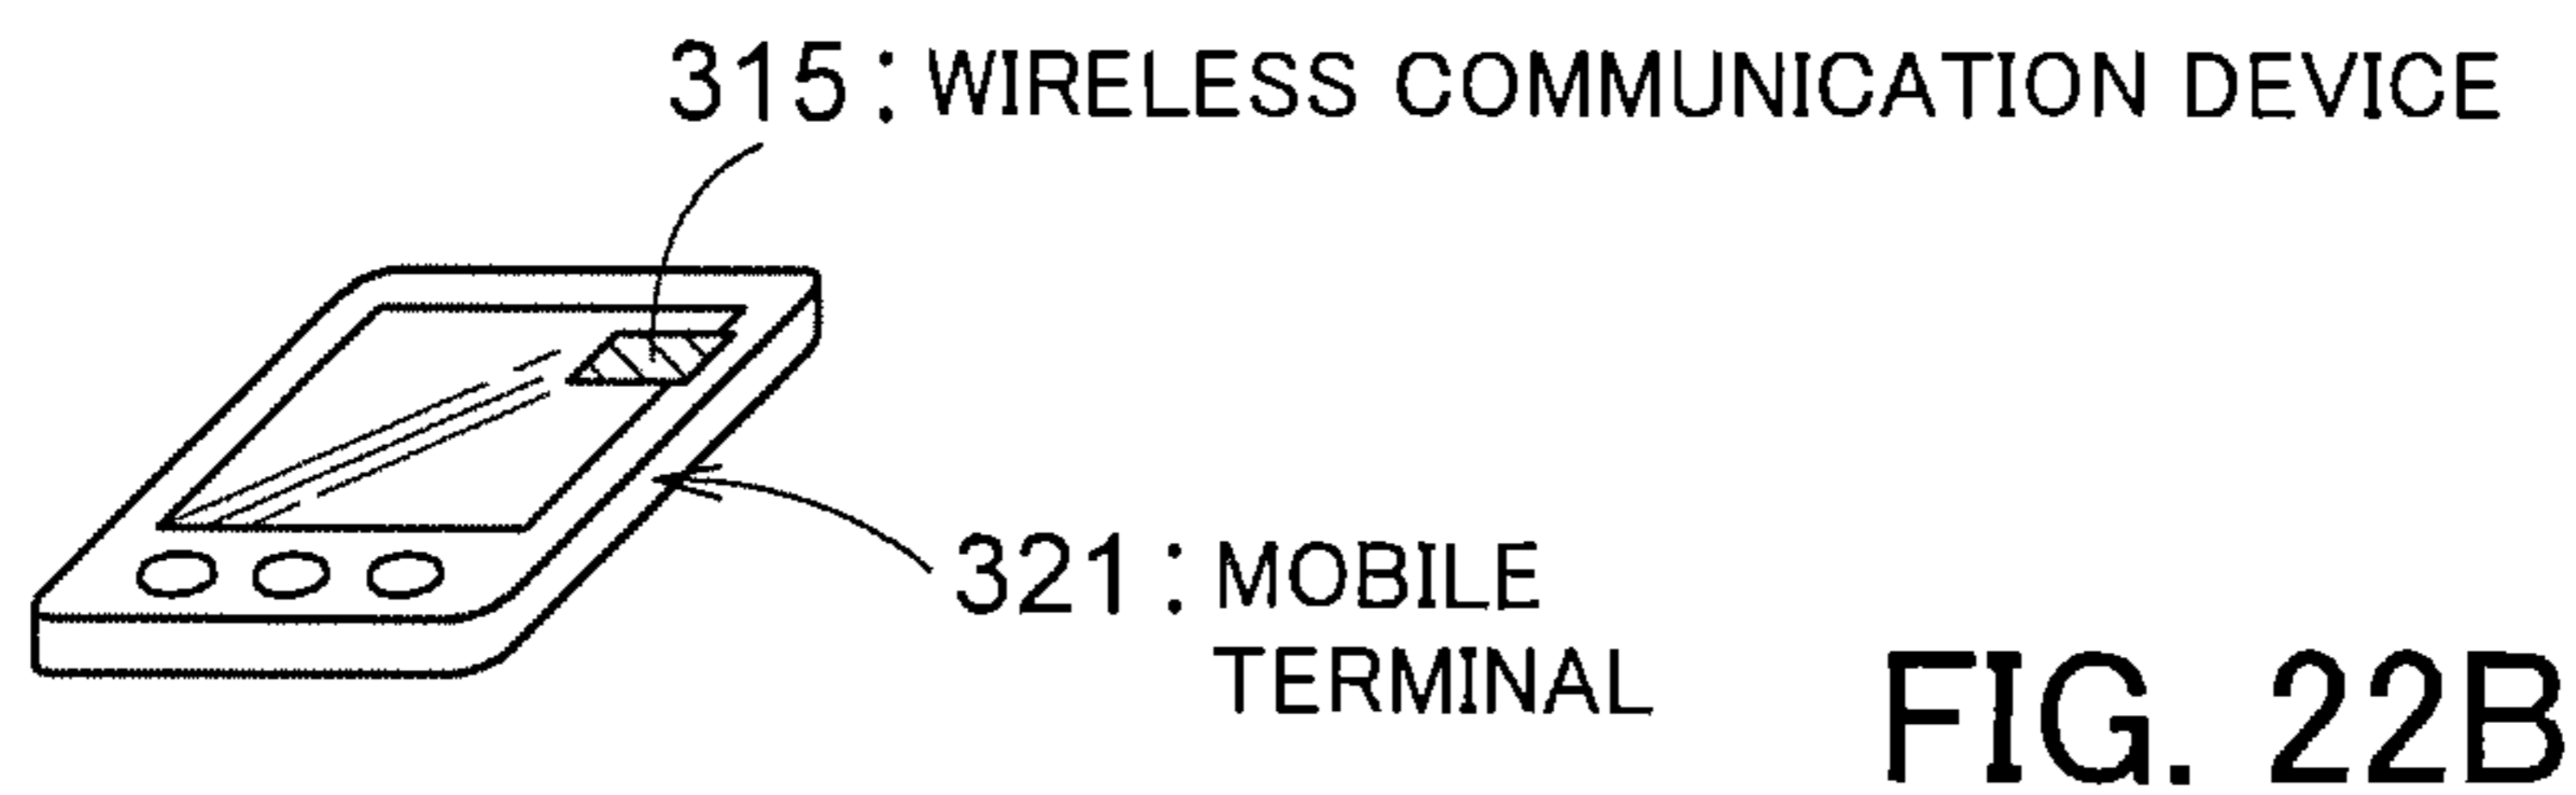 315 : WIRELESS COMMUNICATION DEVICE
321 : MOBILE
TERMINAL
FIG. 22B